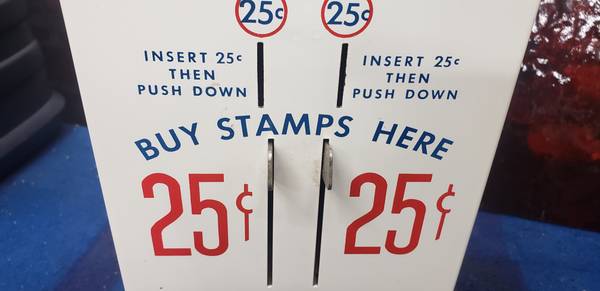 25¢ 25¢
INSERT 25¢
THEN
PUSH DOWN
INSERT 25¢
THEN
PUSH DOWN
BUY STAMPS HERE
25¢ 25¢